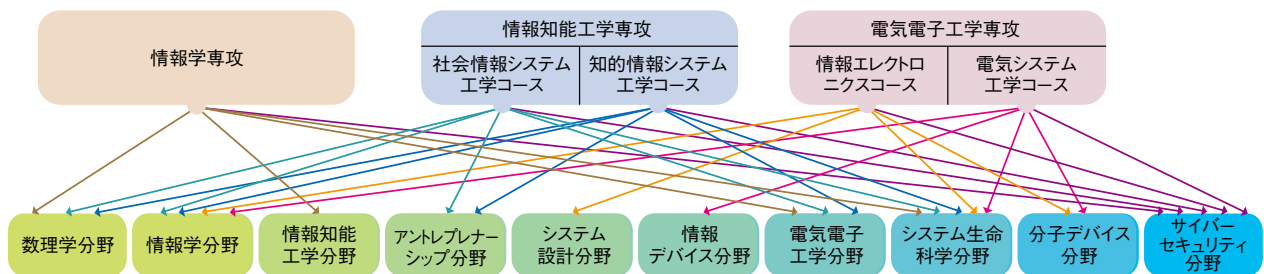 情報学専攻
情報知能工学専攻
社会情報システム
工学コース
知的情報システム
工学コース
電気電子工学専攻
情報エレクトロ
ニクスコース
電気システム
工学コース
数理学分野
情報学分野
情報知能
工学分野
アントレプレナー
シップ分野
システム
設計分野
情報
デバイス分野
電気電子
工学分野
システム生命
科学分野
分子デバイス
分野
サイバー
セキュリティ
分野